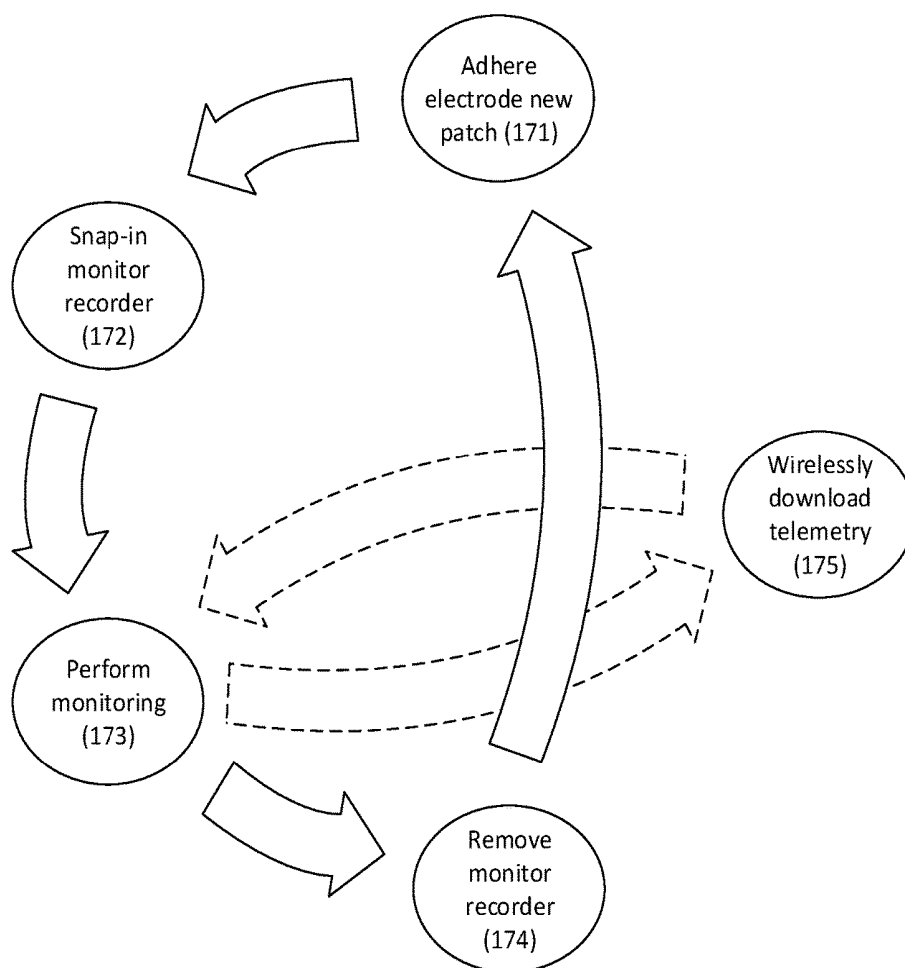 Adhere
electrode new
patch (171)
Snap-in
monitor
recorder
(172)
Wirelessly
download
telemetry
(175)
Perform
monitoring
(173)
Remove
monitor
recorder
(174)